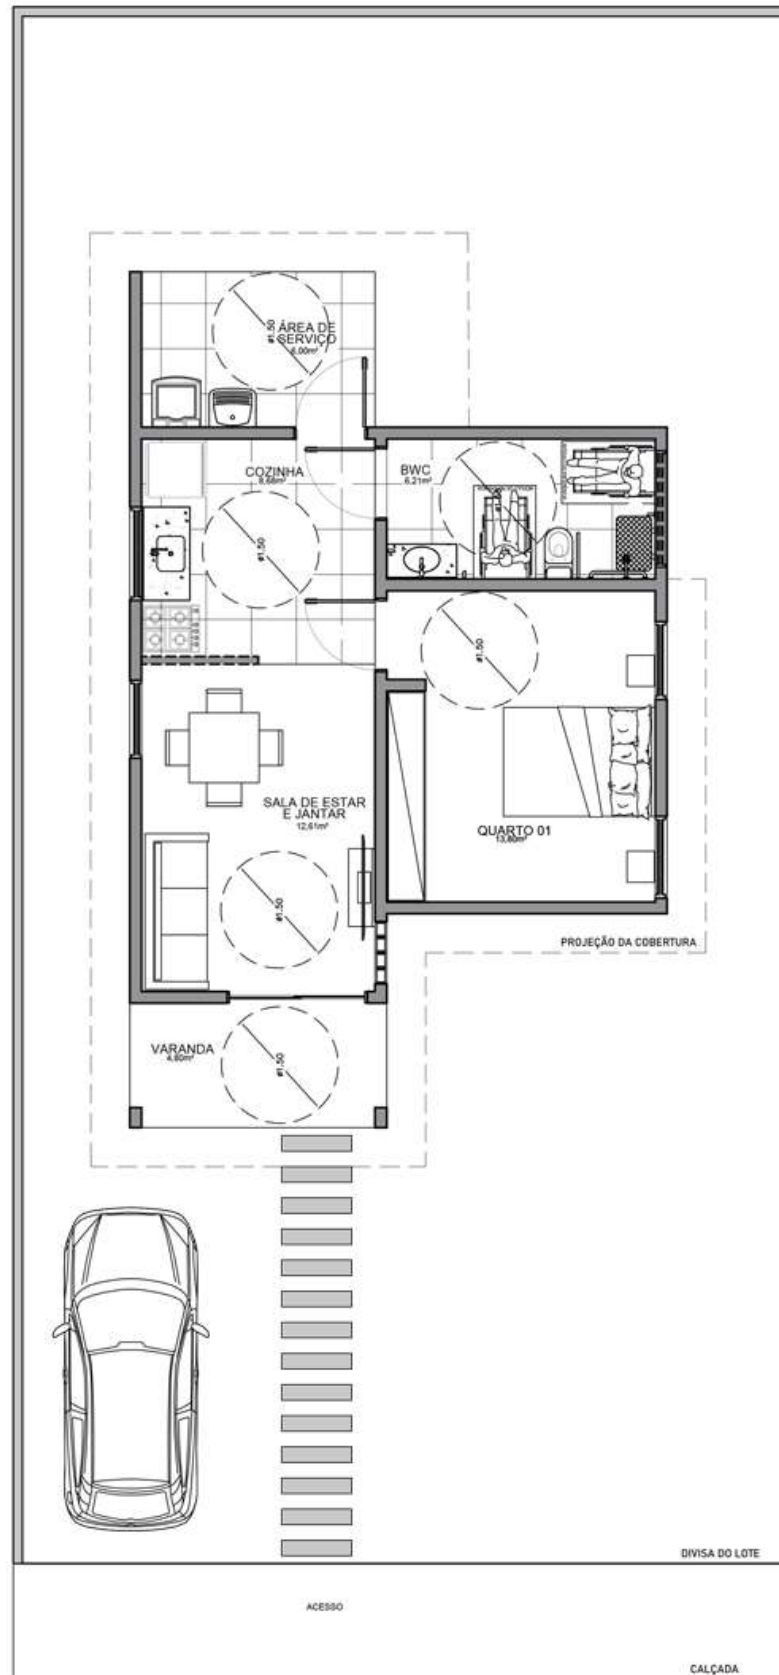 ø1.50
ÁREA DE
SERVIÇO
6,00m²
COZINHA
8,68m²
BWC
6,21m²
ø1.50
ø1.50
SALA DE ESTAR
E JANTAR
12,61m²
QUARTO 01
13,80m²
ø1.50
PROJEÇÃO DA COBERTURA
VARANDA
4,80m²
ø1.50
DIVISA DO LOTE
ACESSO
CALÇADA